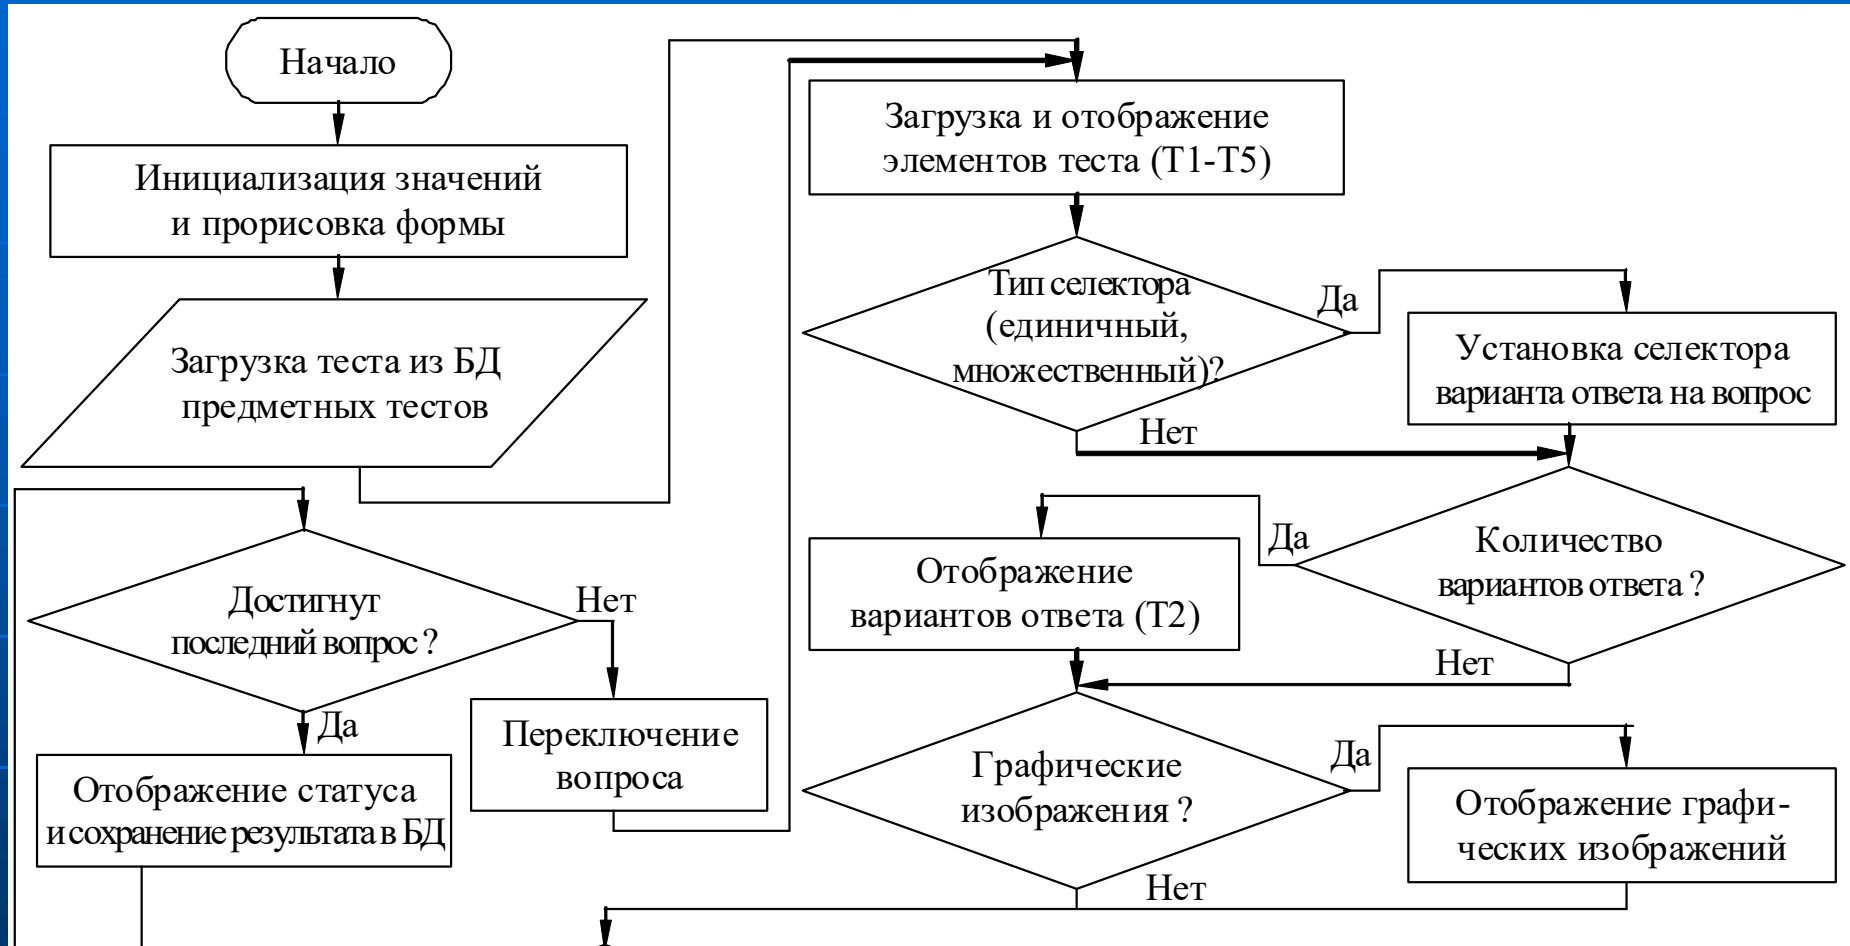 Начало
Инициализация значений
и прорисовка формы
Загрузка теста из БД
предметных тестов
Достигнут
последний вопрос ?
Нет
Да
Переключение
вопроса
Отображение статуса
и сохранение результата в БД
Загрузка и отображение
элементов теста (Т1-Т5)
Тип селектора
(единичный,
множественный)?
Да
Нет
Установка селектора
варианта ответа на вопрос
Количество
вариантов ответа ?
Да
Нет
Отображение
вариантов ответа (Т2)
Графические
изображения ?
Да
Нет
Отображение графи-
ческих изображений